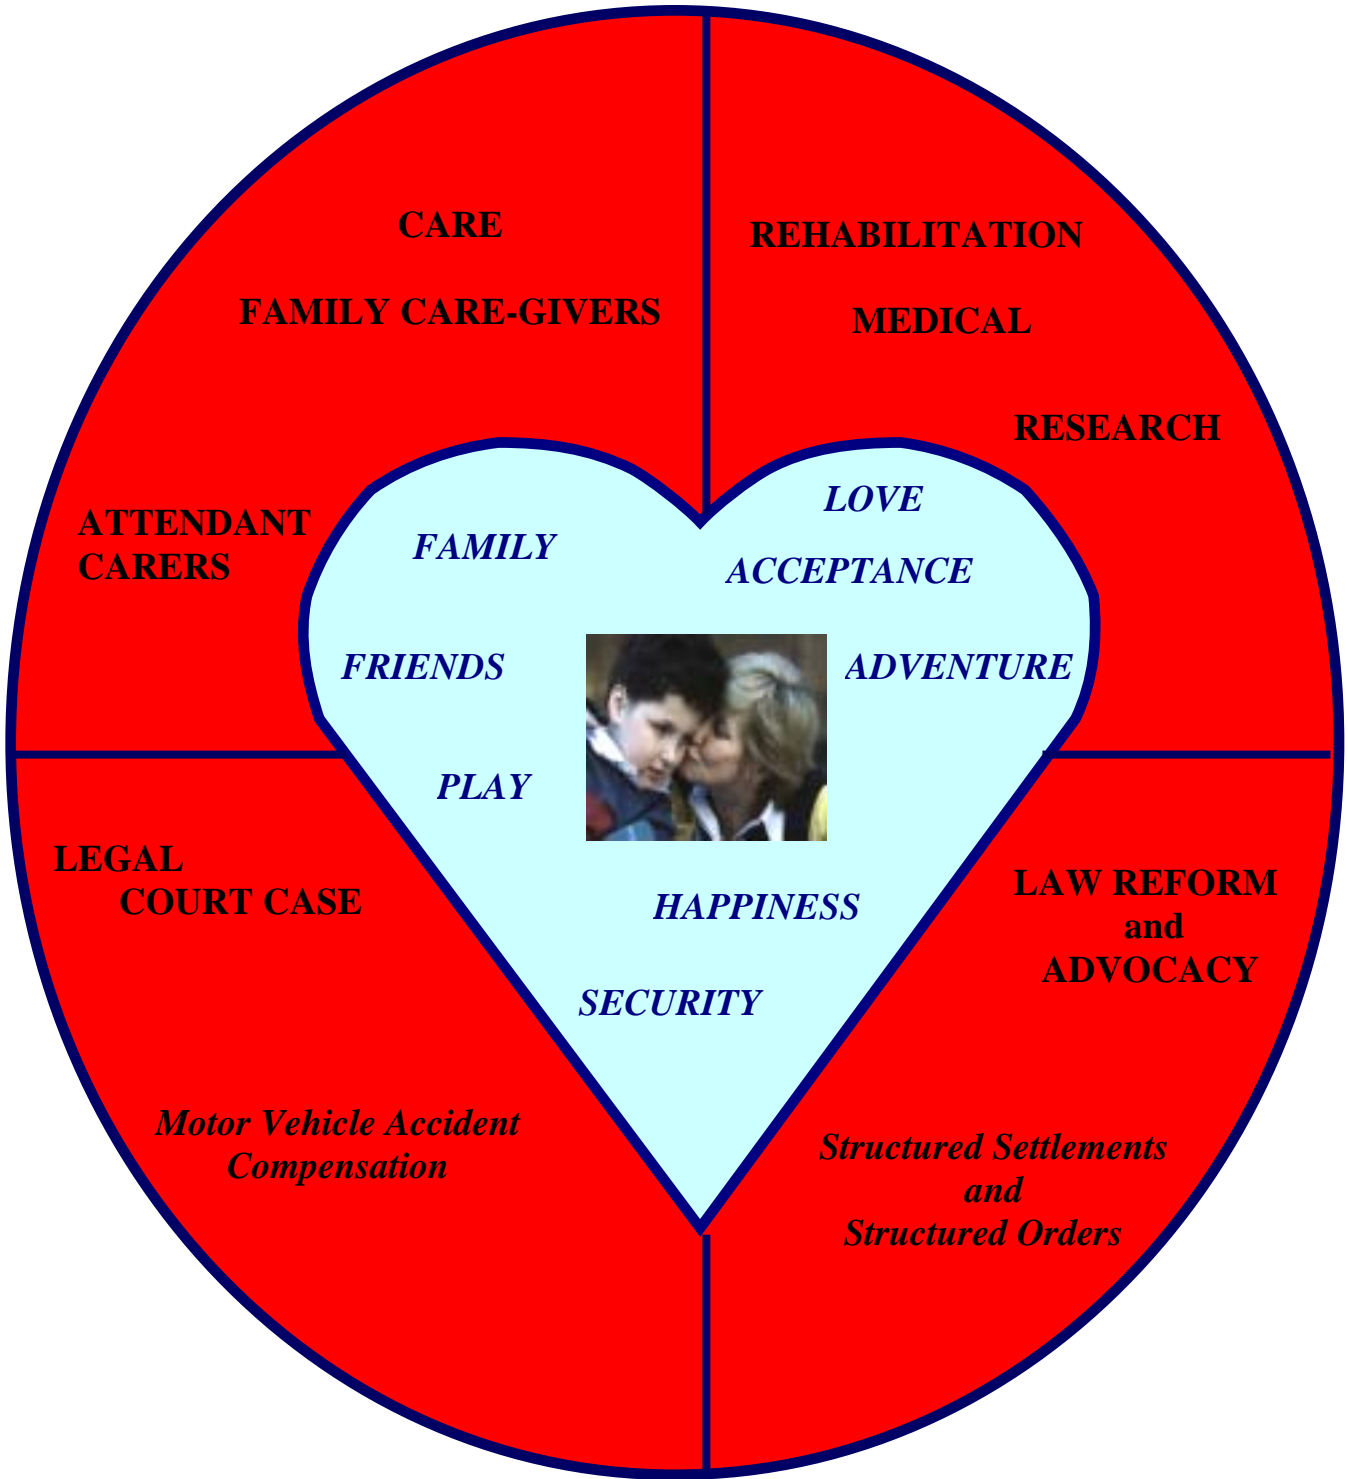 CARE
FAMILY CARE-GIVERS
ATTENDANT
CARERS
REHABILITATION
MEDICAL
RESEARCH
FAMILY
LOVE
ACCEPTANCE
FRIENDS
ADVENTURE
PLAY
HAPPINESS
SECURITY
LEGAL
COURT CASE
Motor Vehicle Accident
Compensation
LAW REFORM
and
ADVOCACY
Structured Settlements
and
Structured Orders